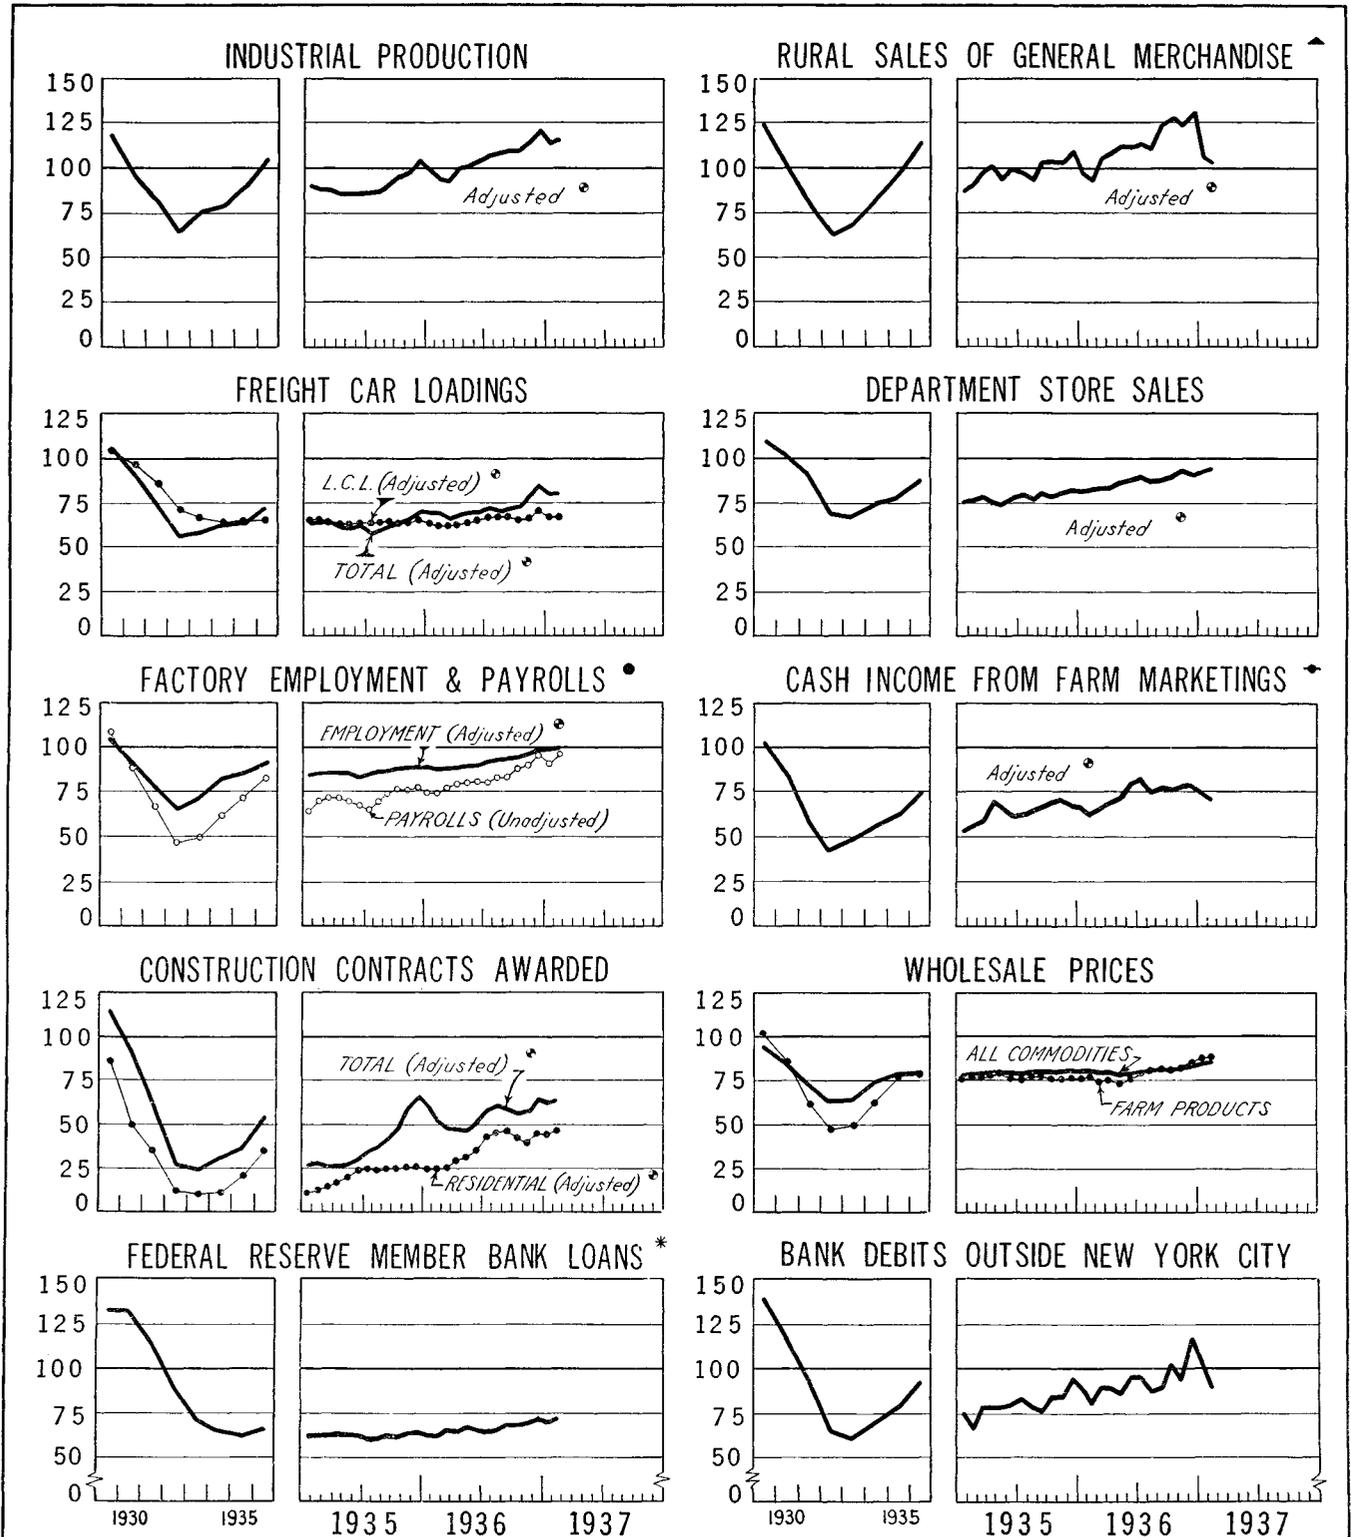 INDUSTRIAL PRODUCTION
150
125
100
75
50
25
0
Adjusted
RURAL SALES OF GENERAL MERCHANDISE
150
125
100
75
50
25
0
Adjusted
FREIGHT CAR LOADINGS
125
100
75
50
25
0
L.C.L. (Adjusted)
TOTAL (Adjusted)
DEPARTMENT STORE SALES
125
100
75
50
25
0
Adjusted
FACTORY EMPLOYMENT & PAYROLLS
125
100
75
50
25
0
EMPLOYMENT (Adjusted)
PAYROLLS (Unadjusted)
CASH INCOME FROM FARM MARKETINGS
125
100
75
50
25
0
Adjusted
CONSTRUCTION CONTRACTS AWARDED
125
100
75
50
25
0
TOTAL (Adjusted)
RESIDENTIAL (Adjusted)
WHOLESALE PRICES
125
100
75
50
25
0
ALL COMMODITIES
FARM PRODUCTS
FEDERAL RESERVE MEMBER BANK LOANS *
150
125
100
75
50
0
1930 1935
1935 1936 1937
BANK DEBITS OUTSIDE NEW YORK CITY
150
125
100
75
50
0
1930 1935
1935 1936 1937